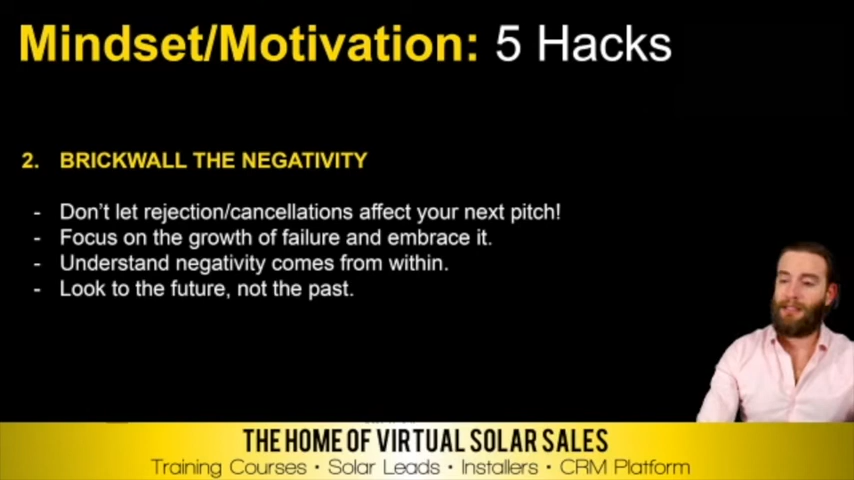 Mindset/Motivation: 5 Hacks
2. BRICKWALL THE NEGATIVITY
- Don't let rejection/cancellations affect your next pitch!
- Focus on the growth of failure and embrace it.
- Understand negativity comes from within.
- Look to the future, not the past.
THE HOME OF VIRTUAL SOLAR SALES
Training Courses • Solar Leads • Installers • CRM Platform